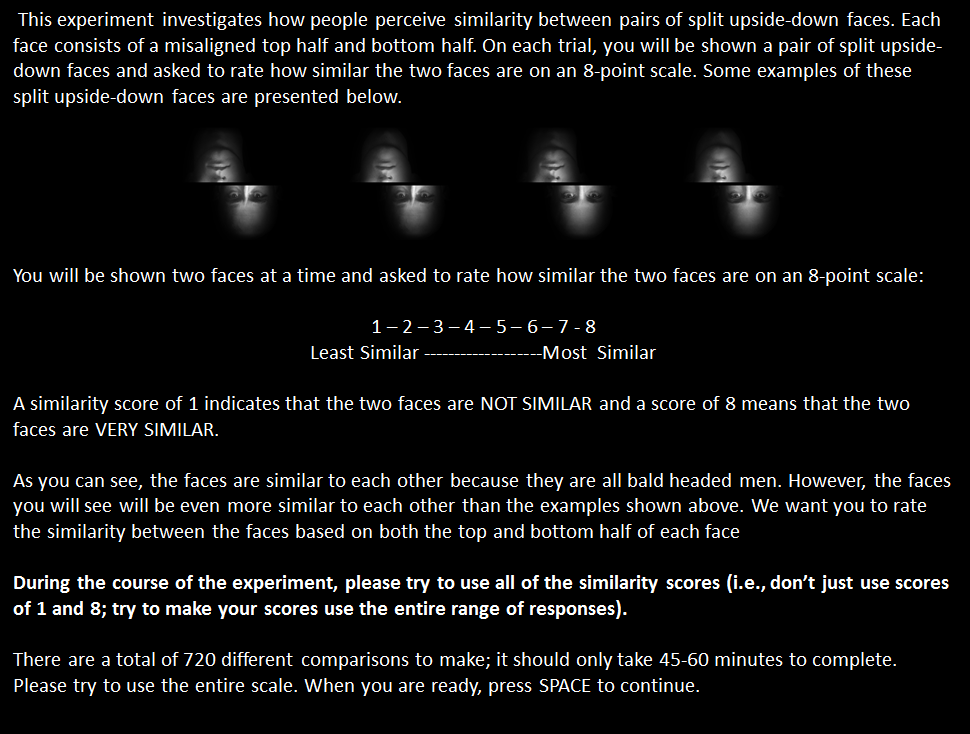 This experiment investigates how people perceive similarity between pairs of split upside-down faces. Each
face consists of a misaligned top half and bottom half. On each trial, you will be shown a pair of split upside-
down faces and asked to rate how similar the two faces are on an 8-point scale. Some examples of these
split upside-down faces are presented below.
You will be shown two faces at a time and asked to rate how similar the two faces are on an 8-point scale:
1 – 2 – 3 – 4 – 5 – 6 – 7 - 8
Least Similar --------------------Most Similar
A similarity score of 1 indicates that the two faces are NOT SIMILAR and a score of 8 means that the two
faces are VERY SIMILAR.
As you can see, the faces are similar to each other because they are all bald headed men. However, the faces
you will see will be even more similar to each other than the examples shown above. We want you to rate
the similarity between the faces based on both the top and bottom half of each face
During the course of the experiment, please try to use all of the similarity scores (i.e., don’t just use scores
of 1 and 8; try to make your scores use the entire range of responses).
There are a total of 720 different comparisons to make; it should only take 45-60 minutes to complete.
Please try to use the entire scale. When you are ready, press SPACE to continue.